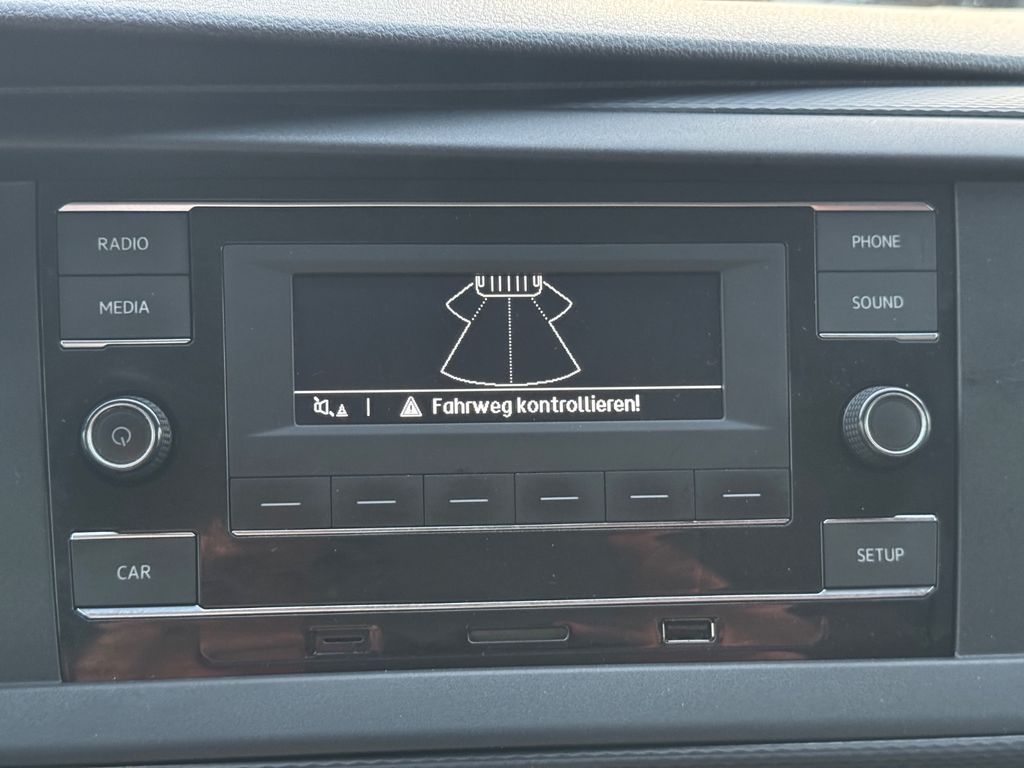 RADIO
MEDIA
PHONE
SOUND
Fahrweg kontrollieren!
CAR
SETUP